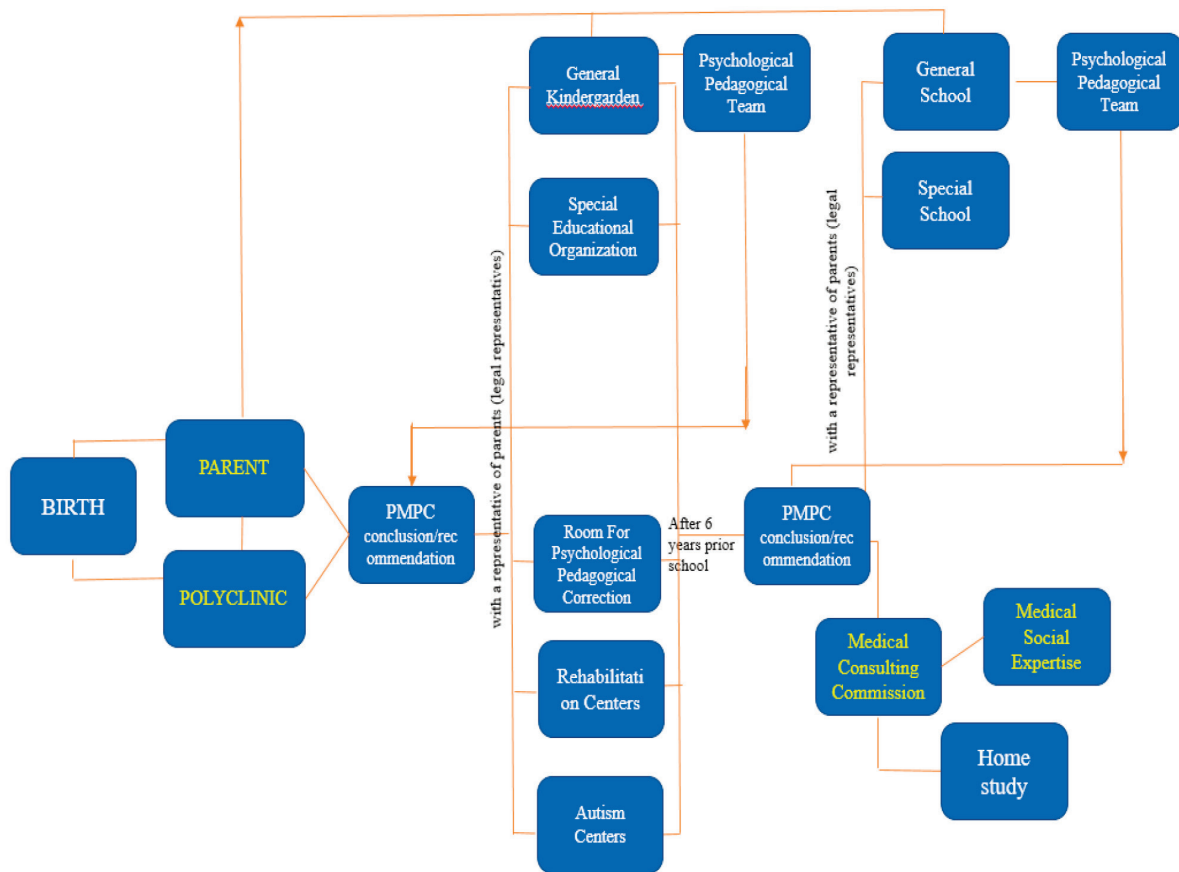 BIRTH
PARENT
POLYCLINIC
PMPC
conclusion/rec
ommendation
with a representative of parents (legal representatives)
General
Kindergarden
Psychological
Pedagogical
Team
Special
Educational
Organization
Room For
Psychological
Pedagogical
Correction
Rehabilitati
on Centers
Autism
Centers
After 6
years prior
school
PMPC
conclusion/rec
ommendation
with a representative of parents (legal
representatives)
General
School
Psychological
Pedagogical
Team
Special
School
Medical
Consulting
Commission
Medical
Social
Expertise
Home
study